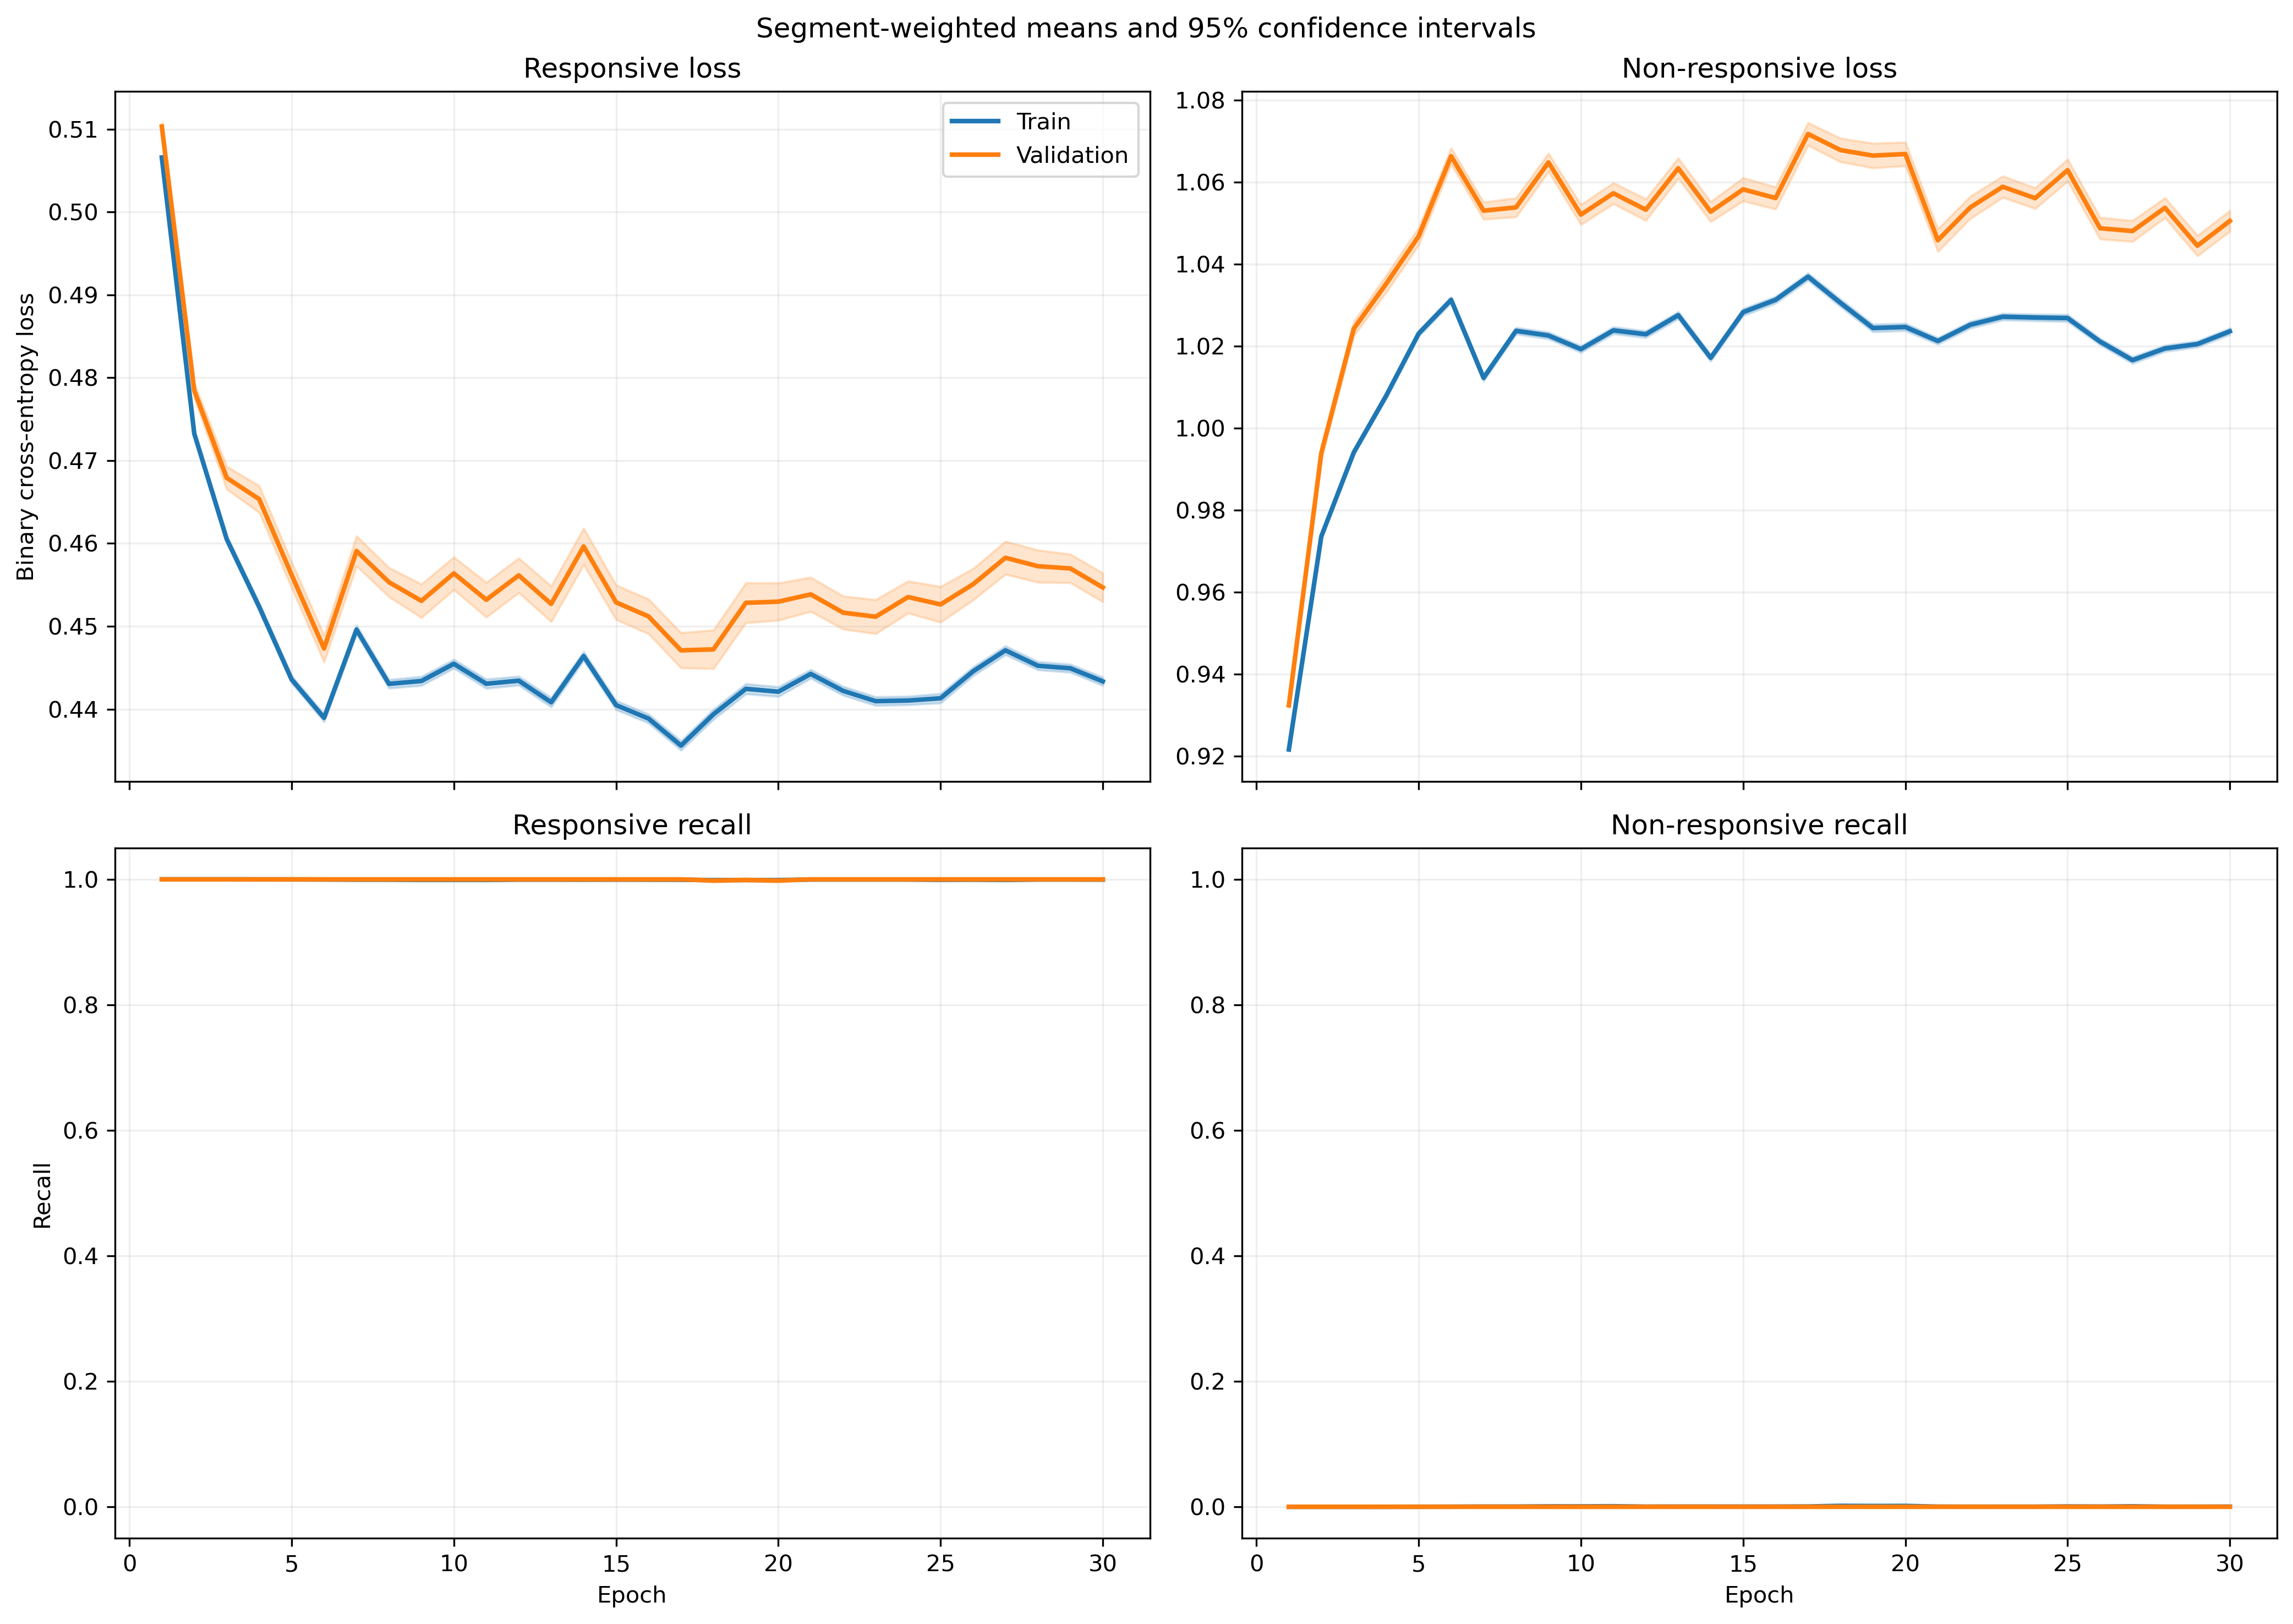 Segment-weighted means and 95% confidence intervals
Responsive loss
Non-responsive loss
Binary cross-entropy loss
0.51
0.50
0.49
0.48
0.47
0.46
0.45
0.44
Train
Validation
1.08
1.06
1.04
1.02
1.00
0.98
0.96
0.94
0.92
Responsive recall
Non-responsive recall
Recall
1.0
0.8
0.6
0.4
0.2
0.0
0 5 10 15 20 25 30
Epoch
1.0
0.8
0.6
0.4
0.2
0.0
0 5 10 15 20 25 30
Epoch